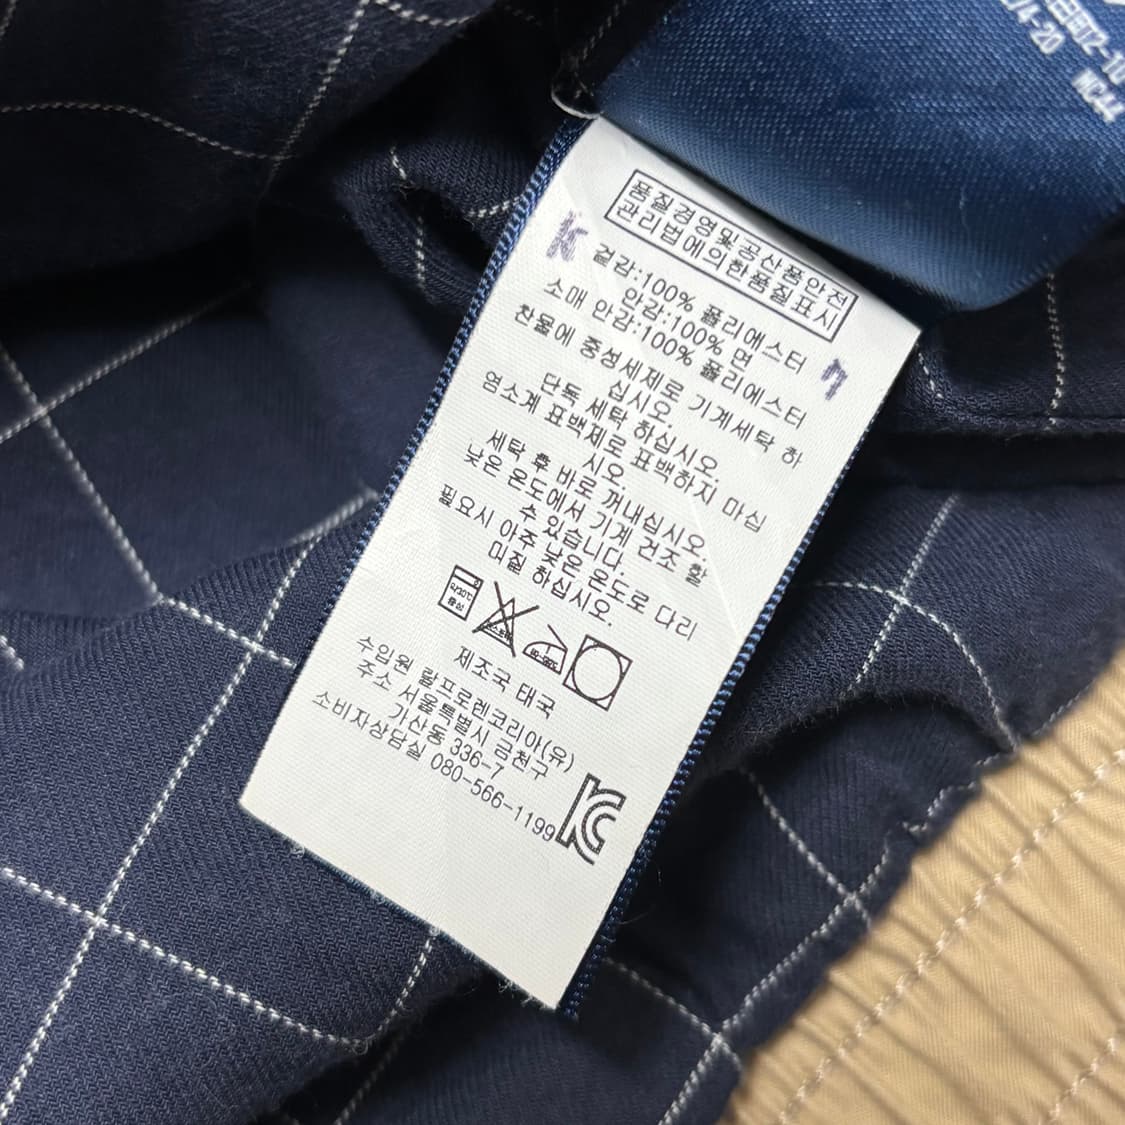 품질경영및공산품안전
관리법에의한품질표시
겉감:100% 폴리에스터
안감:100% 면
소매 안감:100% 폴리에스터
찬물에 중성세제로 기계세탁 하
십시오.
단독 세탁 하십시오.
염소계 표백제로 표백하지 마십
시오.
세탁 후 바로 꺼내십시오.
낮은 온도에서 기계 건조 할
수 있습니다.
필요시 아주 낮은 온도로 다리
미질 하십시오.
제조국 태국
수입원 랄프로렌코리아(유)
주소 서울특별시 금천구
가산동 336-7
소비자상담실 080-566-1199